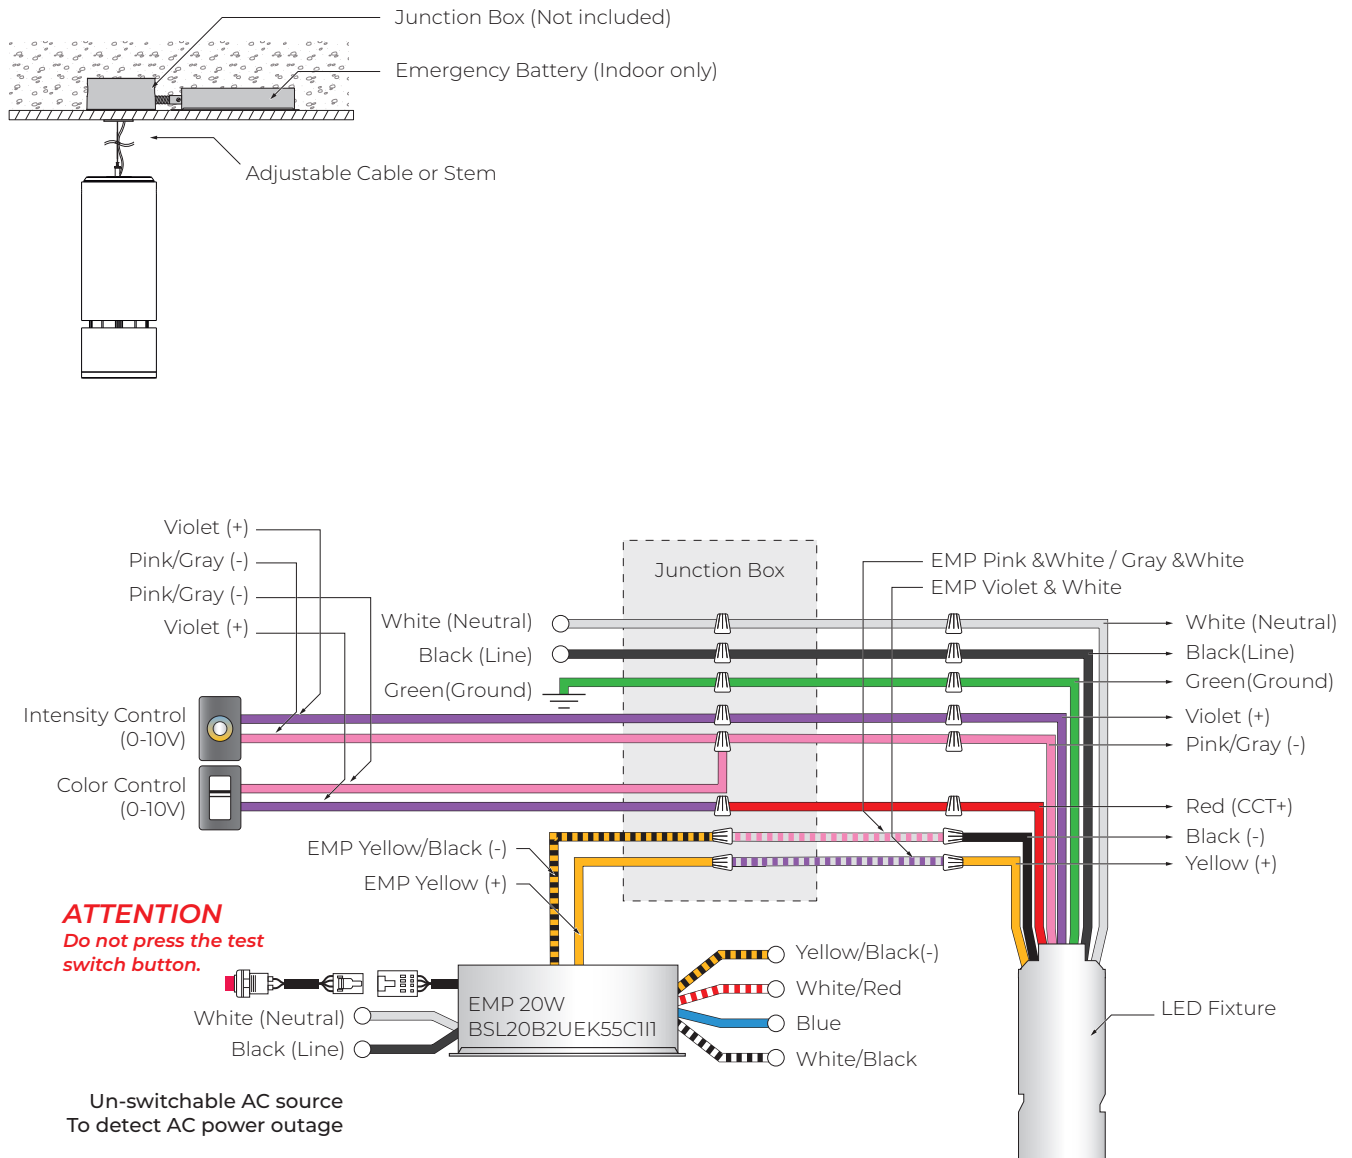 Junction Box (Not included)
Emergency Battery (Indoor only)
Adjustable Cable or Stem
Violet (+)
Pink/Gray (-)
Pink/Gray (-)
Violet (+)
Junction Box
EMP Pink &White / Gray &White
EMP Violet & White
White (Neutral)
Black (Line)
Green(Ground)
White (Neutral)
Black(Line)
Green(Ground)
Violet (+)
Pink/Gray (-)
Red (CCT+)
Black (-)
Yellow (+)
Intensity Control
(0-10V)
Color Control
(0-10V)
EMP Yellow/Black (-)
EMP Yellow (+)
ATTENTION
Do not press the test
switch button.
White (Neutral)
Black (Line)
EMP 20W
BSL20B2UEK55C1I1
Yellow/Black(-)
White/Red
Blue
White/Black
LED Fixture
Un-switchable AC source
To detect AC power outage